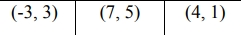 (-3, 3) (7, 5) (4, 1)